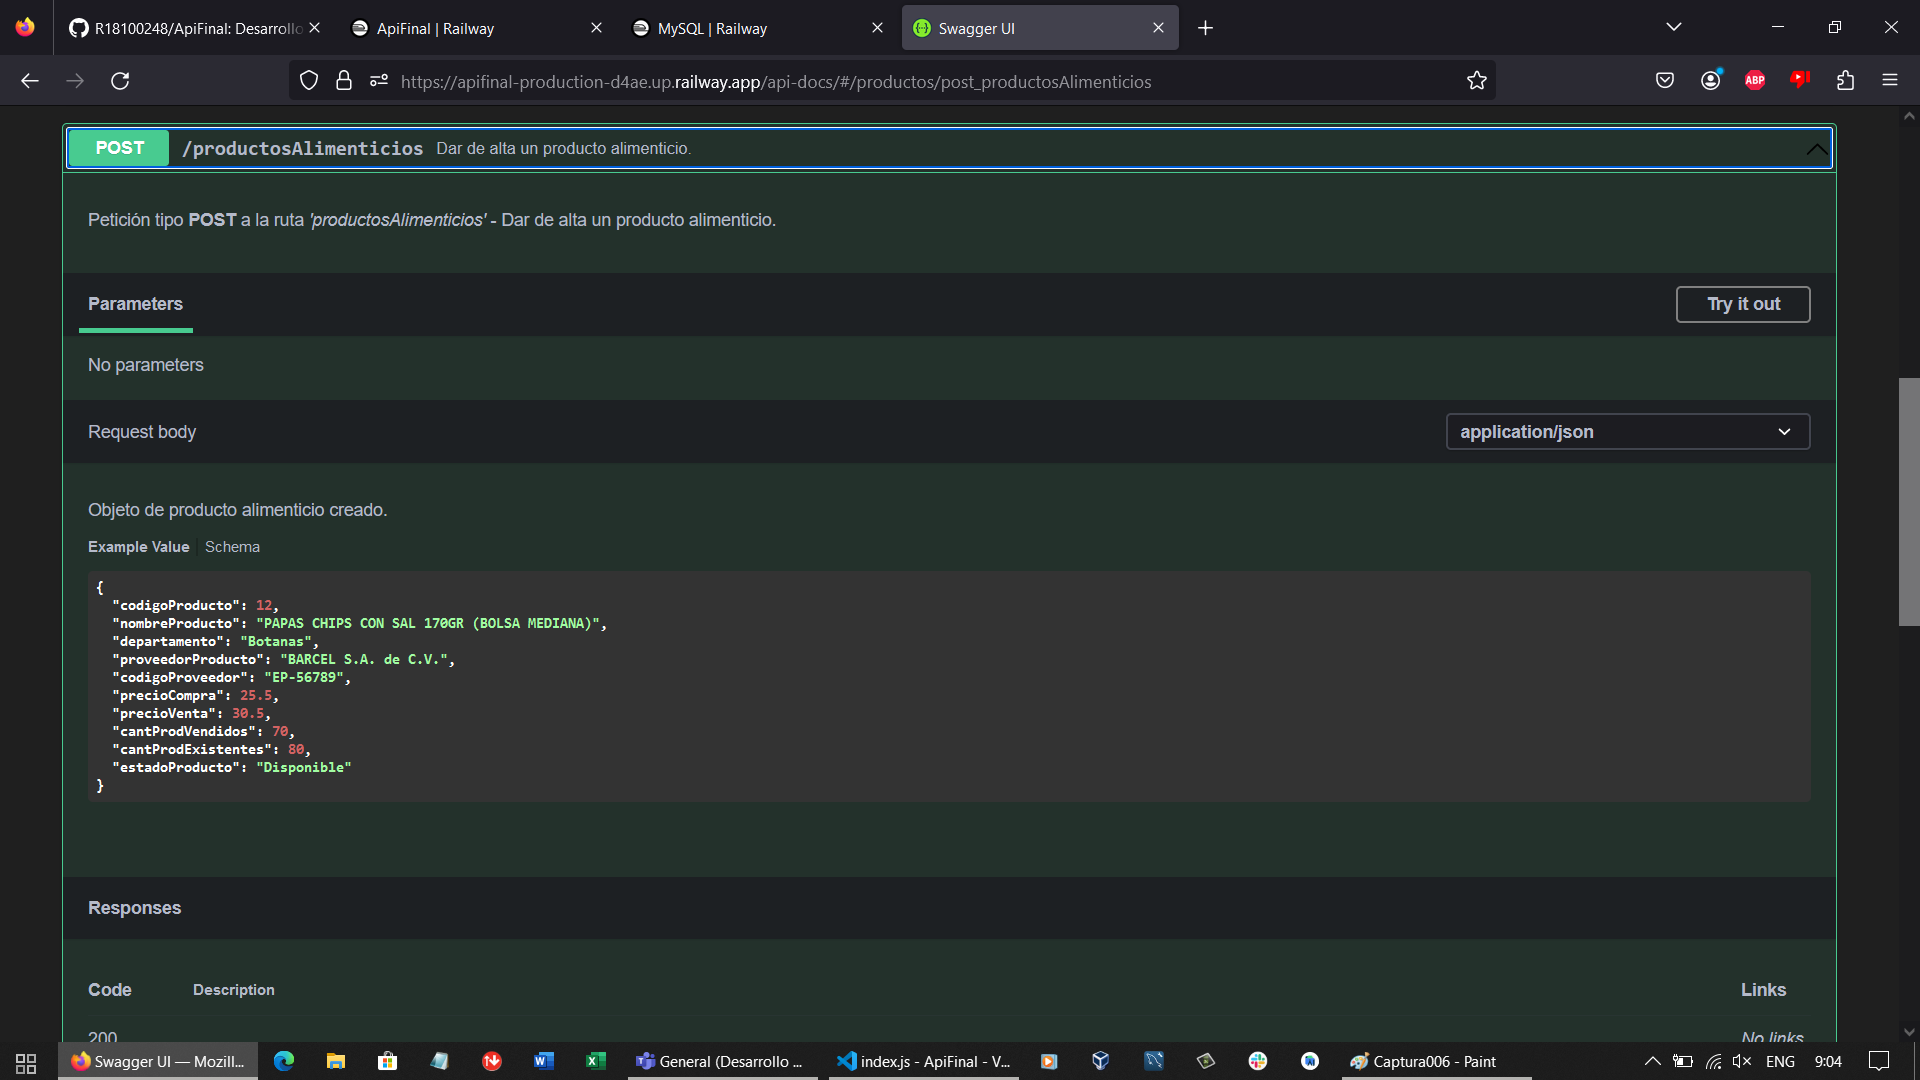 R18100248/ApiFinal: Desarrollo
ApiFinal | Railway
MySQL | Railway
Swagger UI
https://apifinal-production-d4ae.up.railway.app/api-docs/#/productos/post_productosAlimenticios
ABP
POST /productosAlimenticios Dar de alta un producto alimenticio.
Petición tipo POST a la ruta 'productosAlimenticios' - Dar de alta un producto alimenticio.
Parameters
Try it out
No parameters
Request body
application/json
Objeto de producto alimenticio creado.
Example Value Schema
{
"codigoProducto": 12,
"nombreProducto": "PAPAS CHIPS CON SAL 170GR (BOLSA MEDIANA)",
"departamento": "Botanas",
"proveedorProducto": "BARCEL S.A. de C.V.",
"codigoProveedor": "EP-56789",
"precioCompra": 25.5,
"precioVenta": 30.5,
"cantProdVendidos": 70,
"cantProdExistentes": 80,
"estadoProducto": "Disponible"
}
Responses
Code Description Links
200 No links
Swagger UI — Mozill...
General (Desarrollo ...
index.js - ApiFinal - V...
Captura006 - Paint
ENG
9:04